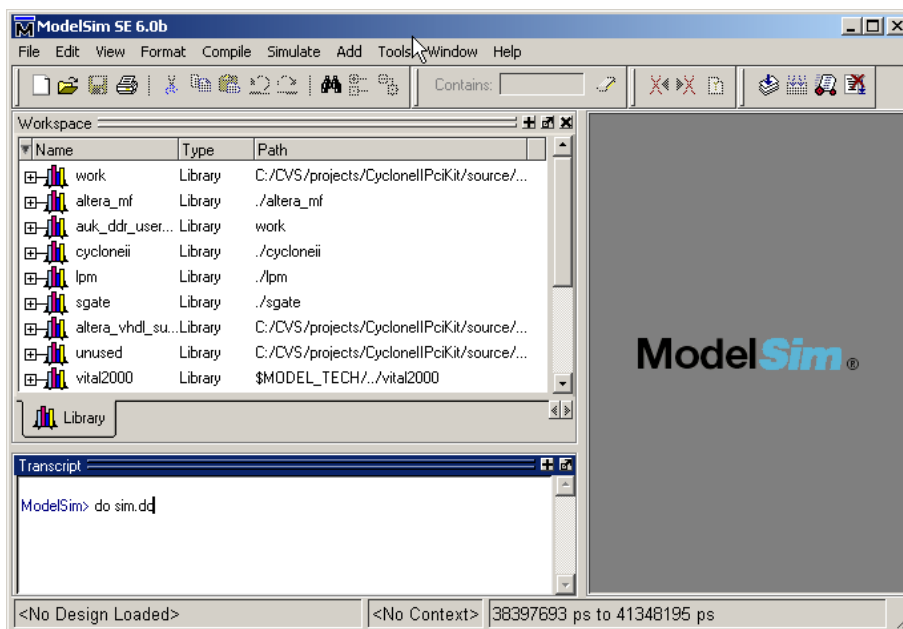 ModelSim SE 6.0b
File Edit View Format Compile Simulate Add Tools Window Help
Contains:
Workspace
Name Type Path
work Library C:/CVS/projects/CycloneIIPciKit/source/...
altera_mf Library ./altera_mf
auk_ddr_user... Library work
cycloneii Library ./cycloneii
lpm Library ./lpm
sgate Library ./sgate
altera_vhdl_su... Library C:/CVS/projects/CycloneIIPciKit/source/...
unused Library C:/CVS/projects/CycloneIIPciKit/source/...
vital2000 Library $MODEL_TECH/../vital2000
Library
ModelSim ®
Transcript
ModelSim> do sim.do
<No Design Loaded> <No Context> 38397693 ps to 41348195 ps